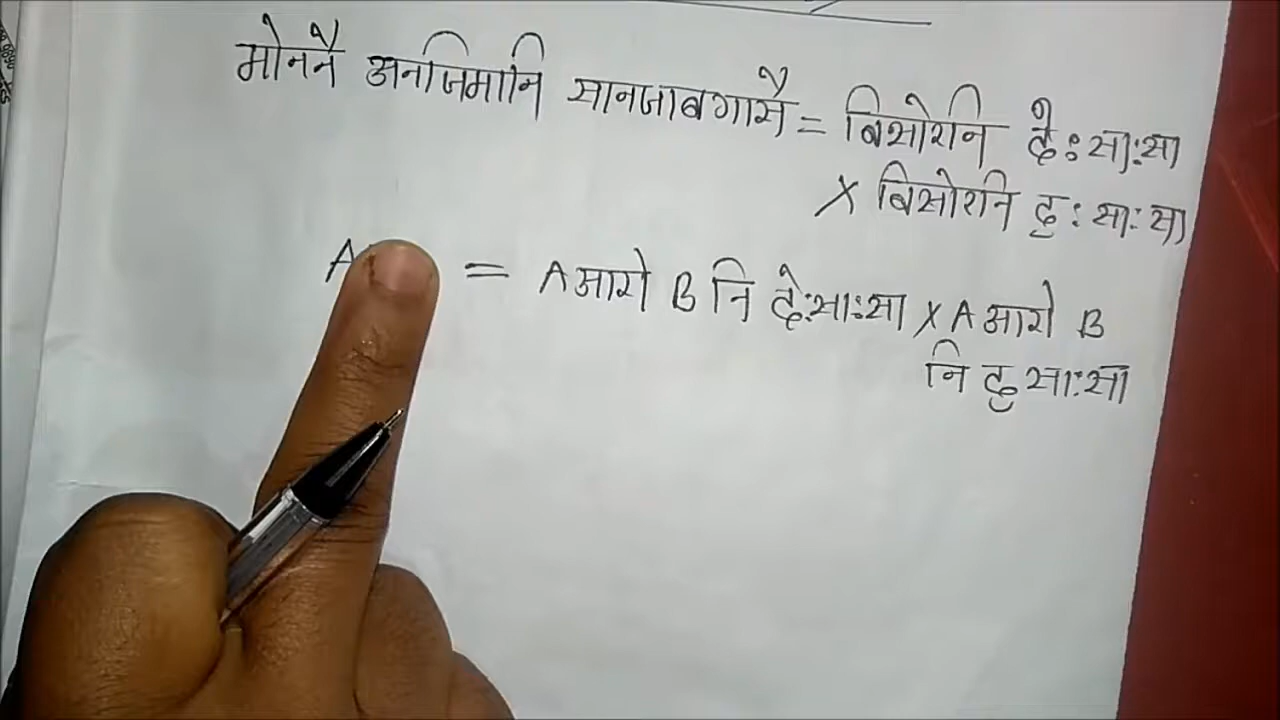 मोननै अनजिमानि सानजाबगासै = बिसोरनि दे:सा:सा
× बिसोरनि दु:सा:सा
A = A आरो B नि दे:सा:सा × A आरो B
नि दु सा:सा